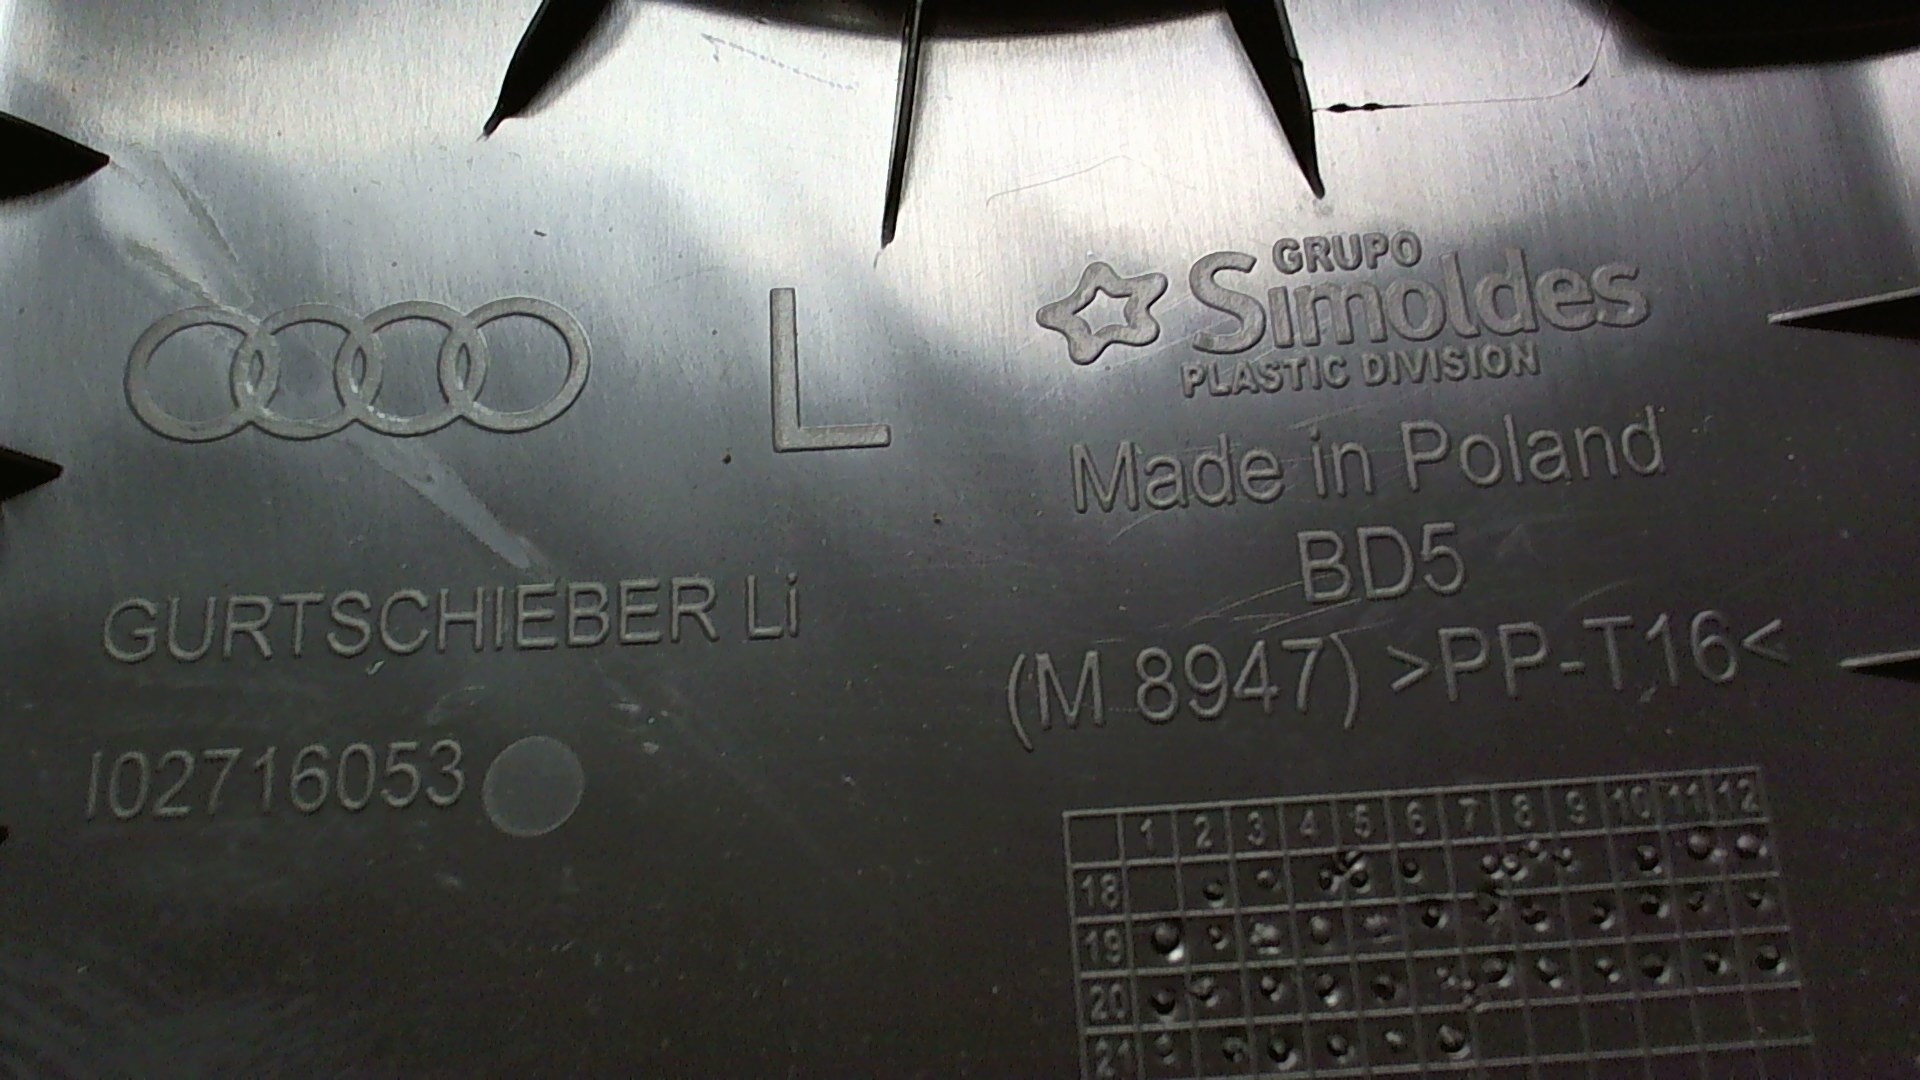 L
GRUPO
Simoldes
PLASTIC DIVISION
Made in Poland
BD5
GURTSCHIEBER Li
(M 8947) >PP-T16<
I02716053
1 2 3 4 5 6 7 8 9 10 11 12
18
19
20
21